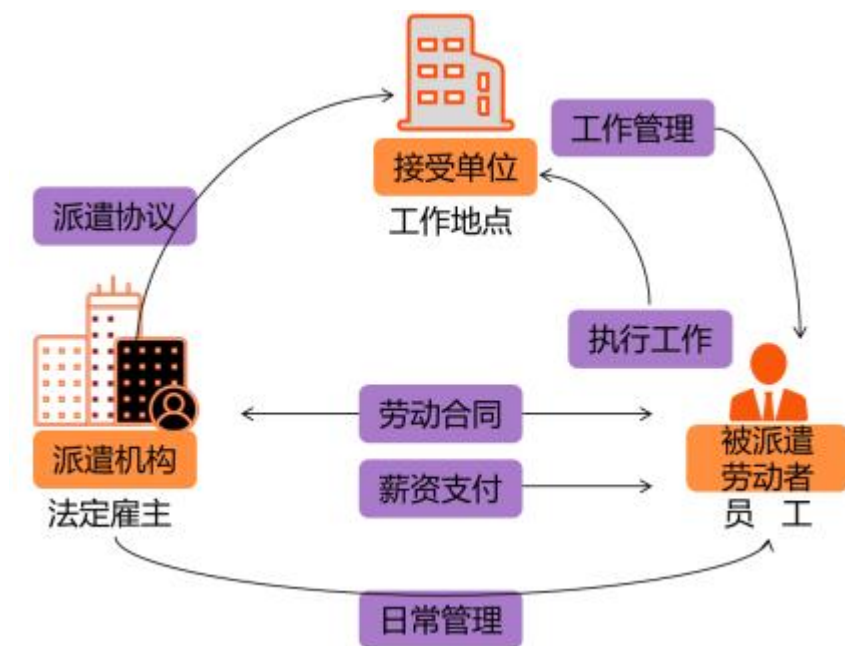 工作管理
接受单位
工作地点
派遣协议
执行工作
劳动合同
派遣机构
法定雇主
薪资支付
被派遣
劳动者
员 工
日常管理